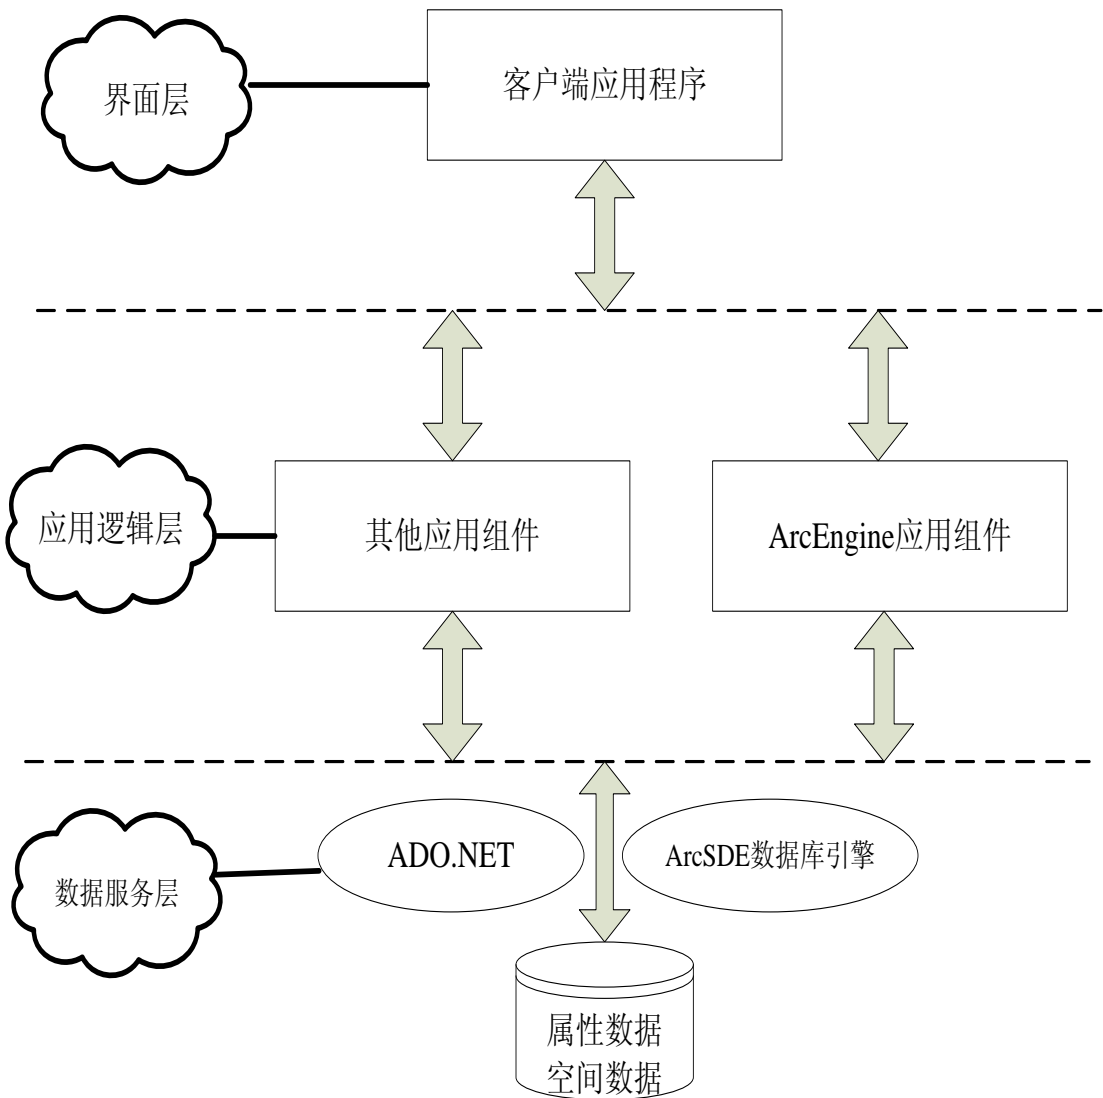 界面层
客户端应用程序
应用逻辑层
其他应用组件
ArcEngine应用组件
数据服务层
ADO.NET
ArcSDE数据库引擎
属性数据
空间数据